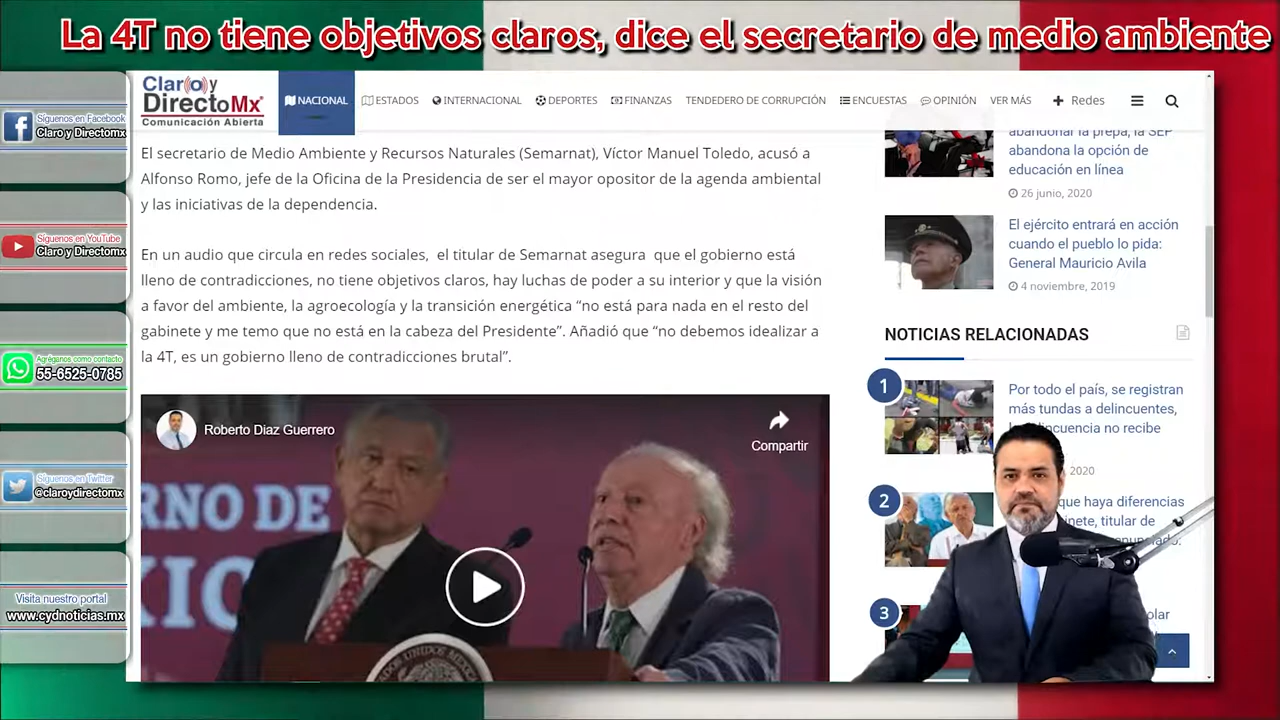 La 4T no tiene objetivos claros, dice el secretario de medio ambiente
Síguenos en Facebook
Claro y Directomx
Síguenos en YouTube
Claro y Directomx
Agréganos como contacto
55-6525-0785
Síguenos en Twitter
@claroydirectomx
Visita nuestro portal
www.cydnoticias.mx
Claro y
DirectoMx
Comunicación Abierta
NACIONAL
ESTADOS
INTERNACIONAL
DEPORTES
FINANZAS
TENDEDERO DE CORRUPCIÓN
ENCUESTAS
OPINIÓN
VER MÁS
Redes
El secretario de Medio Ambiente y Recursos Naturales (Semarnat), Víctor Manuel Toledo, acusó a
Alfonso Romo, jefe de la Oficina de la Presidencia de ser el mayor opositor de la agenda ambiental
y las iniciativas de la dependencia.
En un audio que circula en redes sociales, el titular de Semarnat asegura que el gobierno está
lleno de contradicciones, no tiene objetivos claros, hay luchas de poder a su interior y que la visión
a favor del ambiente, la agroecología y la transición energética “no está para nada en el resto del
gabinete y me temo que no está en la cabeza del Presidente”. Añadió que “no debemos idealizar a
la 4T, es un gobierno lleno de contradicciones brutal”.
Roberto Diaz Guerrero
Compartir
RNO DE
XICO
abandonar la prepa, la SEP
abandona la opción de
educación en línea
26 junio, 2020
El ejército entrará en acción
cuando el pueblo lo pida:
General Mauricio Avila
4 noviembre, 2019
NOTICIAS RELACIONADAS
1
Por todo el país, se registran
más tundas a delincuentes,
delincuencia no recibe
2020
2
que haya diferencias
titular de
3